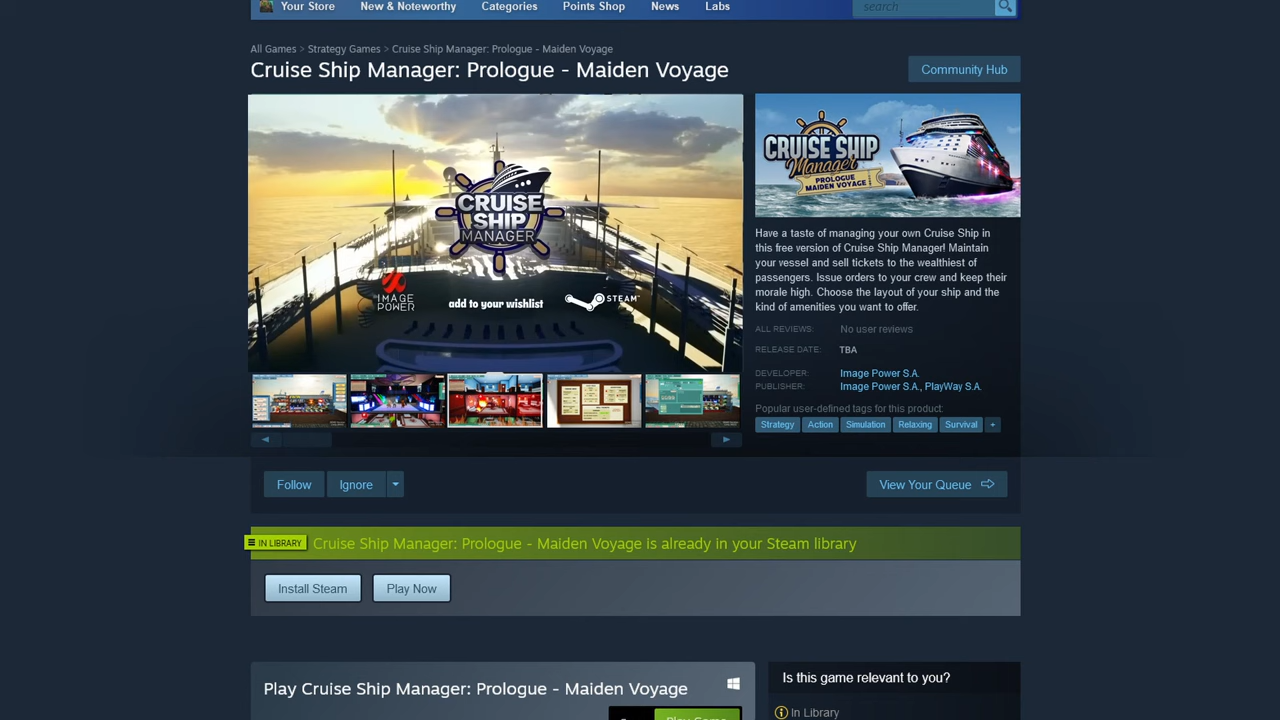 Your Store New & Noteworthy Categories Points Shop News Labs search
All Games > Strategy Games > Cruise Ship Manager: Prologue - Maiden Voyage
Cruise Ship Manager: Prologue - Maiden Voyage
Community Hub
CRUISE
SHIP
MANAGER
IMAGE
POWER
add to your wishlist
STEAM
CRUISE SHIP
Manager
PROLOGUE
MAIDEN VOYAGE
Have a taste of managing your own Cruise Ship in
this free version of Cruise Ship Manager! Maintain
your vessel and sell tickets to the wealthiest of
passengers. Issue orders to your crew and keep their
morale high. Choose the layout of your ship and the
kind of amenities you want to offer.
ALL REVIEWS: No user reviews
RELEASE DATE: TBA
DEVELOPER: Image Power S.A.
PUBLISHER: Image Power S.A., PlayWay S.A.
Popular user-defined tags for this product:
Strategy Action Simulation Relaxing Survival +
Follow Ignore
View Your Queue
IN LIBRARY Cruise Ship Manager: Prologue - Maiden Voyage is already in your Steam library
Install Steam Play Now
Play Cruise Ship Manager: Prologue - Maiden Voyage
Play Game
Is this game relevant to you?
In Library